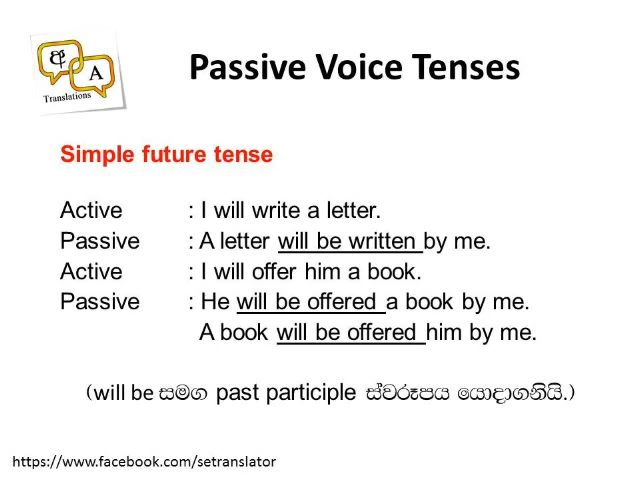 අ
A
Translations
Passive Voice Tenses
Simple future tense
Active : I will write a letter.
Passive : A letter will be written by me.
Active : I will offer him a book.
Passive : He will be offered a book by me.
A book will be offered him by me.
(will be සමග past participle ස්වරූපය යොදාගනියි.)
https://www.facebook.com/setranslator